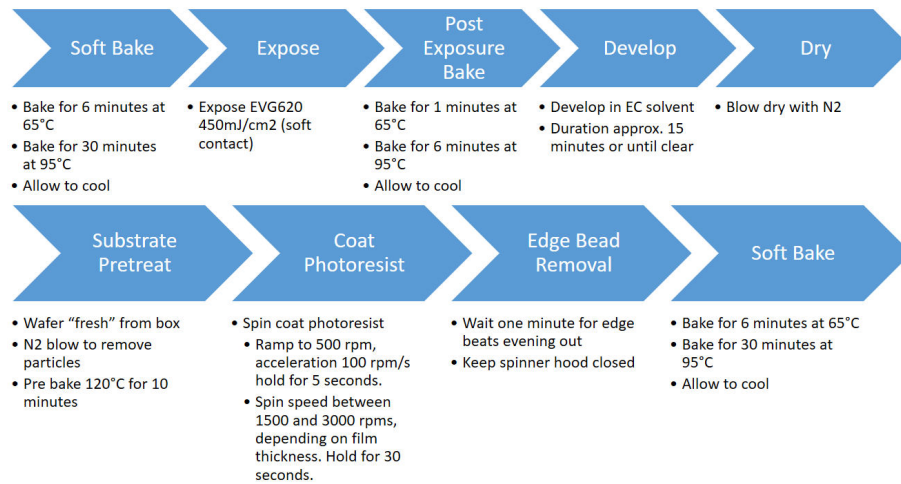 Soft Bake
• Bake for 6 minutes at
65°C
• Bake for 30 minutes
at 95°C
• Allow to cool
Expose
• Expose EVG620
450mJ/cm2 (soft
contact)
Post
Exposure
Bake
• Bake for 1 minutes at
65°C
• Bake for 6 minutes at
95°C
• Allow to cool
Develop
• Develop in EC solvent
• Duration approx. 15
minutes or until clear
Dry
• Blow dry with N2
Substrate
Pretreat
• Wafer “fresh” from box
• N2 blow to remove
particles
• Pre bake 120°C for 10
minutes
Coat
Photoresist
• Spin coat photoresist
• Ramp to 500 rpm,
acceleration 100 rpm/s
hold for 5 seconds.
• Spin speed between
1500 and 3000 rpms,
depending on film
thickness. Hold for 30
seconds.
Edge Bead
Removal
• Wait one minute for edge
beats evening out
• Keep spinner hood closed
Soft Bake
• Bake for 6 minutes at 65°C
• Bake for 30 minutes at
95°C
• Allow to cool